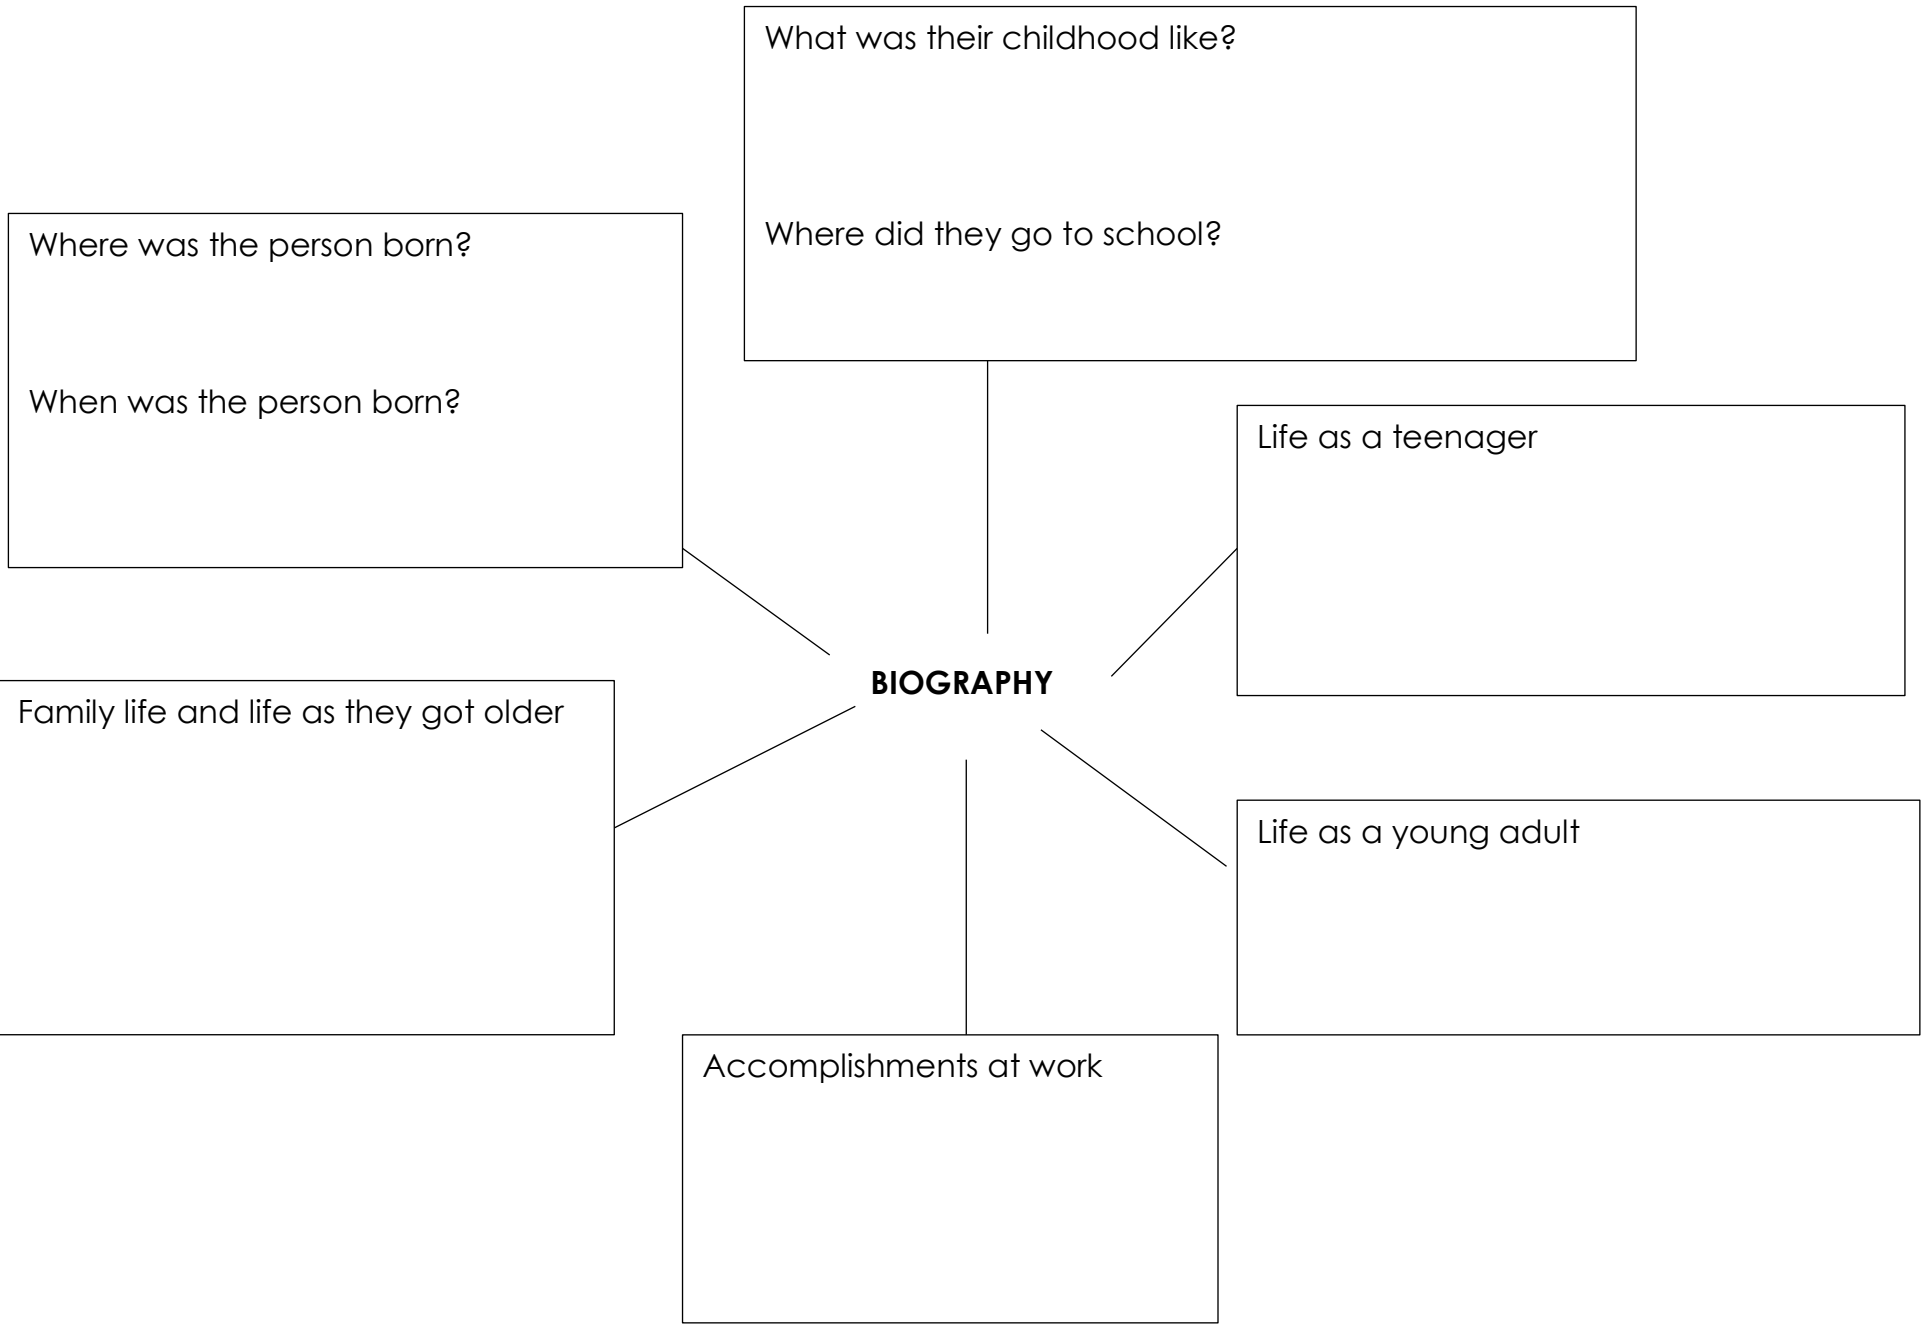 What was their childhood like?
Where did they go to school?
Where was the person born?
When was the person born?
Life as a teenager
BIOGRAPHY
Family life and life as they got older
Life as a young adult
Accomplishments at work